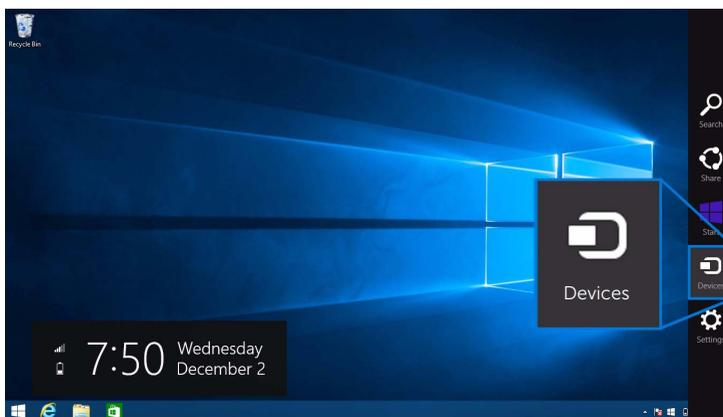 Recycle Bin
Search
Share
Start
Devices
Devices
Settings
7:50
Wednesday
December 2